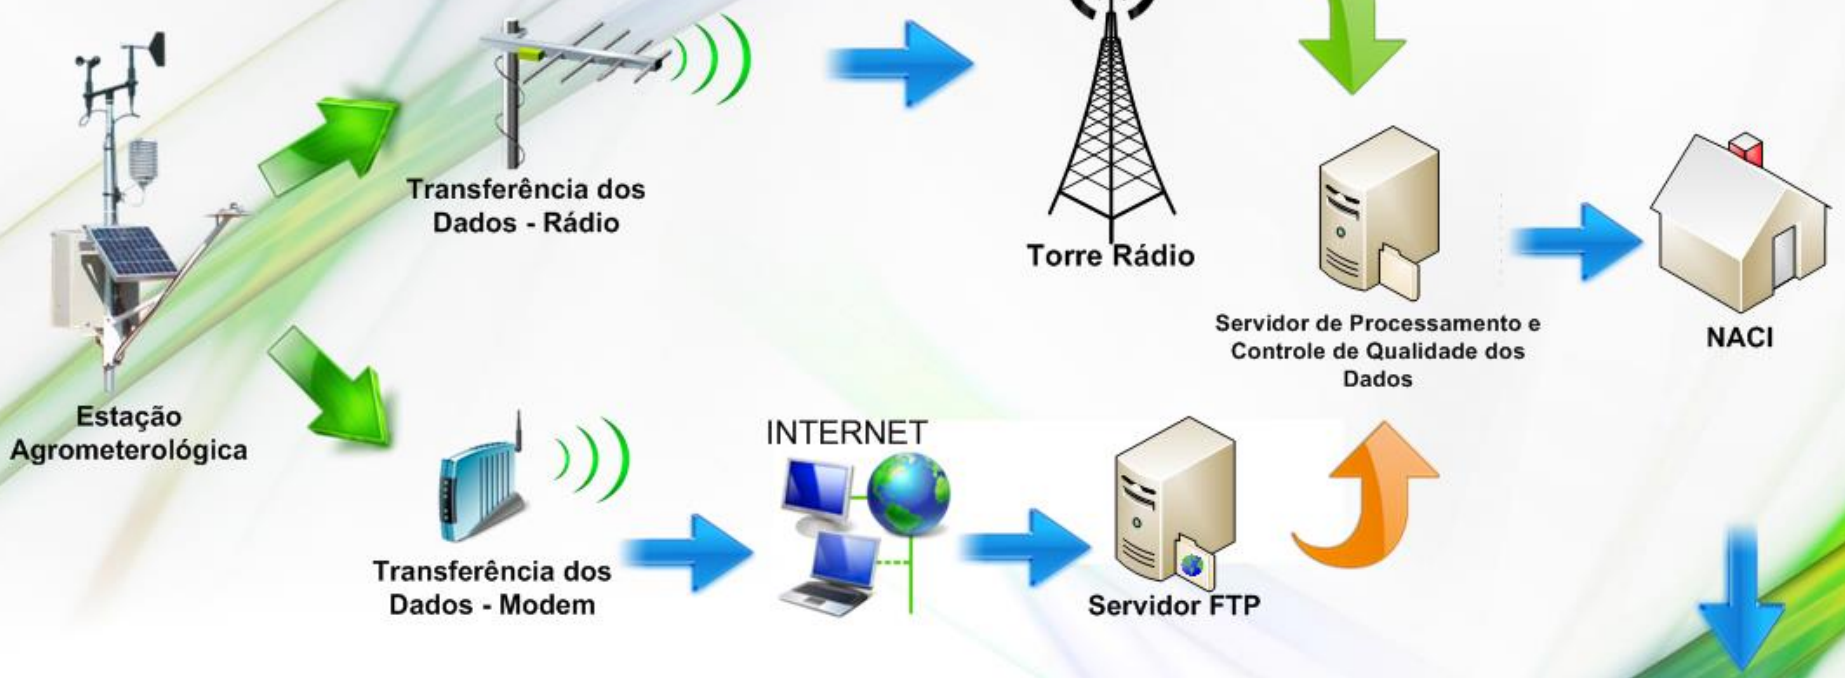 Transferência dos
Dados - Rádio
Torre Rádio
Servidor de Processamento e
Controle de Qualidade dos
Dados
NACI
Estação
Agrometerológica
INTERNET
Transferência dos
Dados - Modem
Servidor FTP